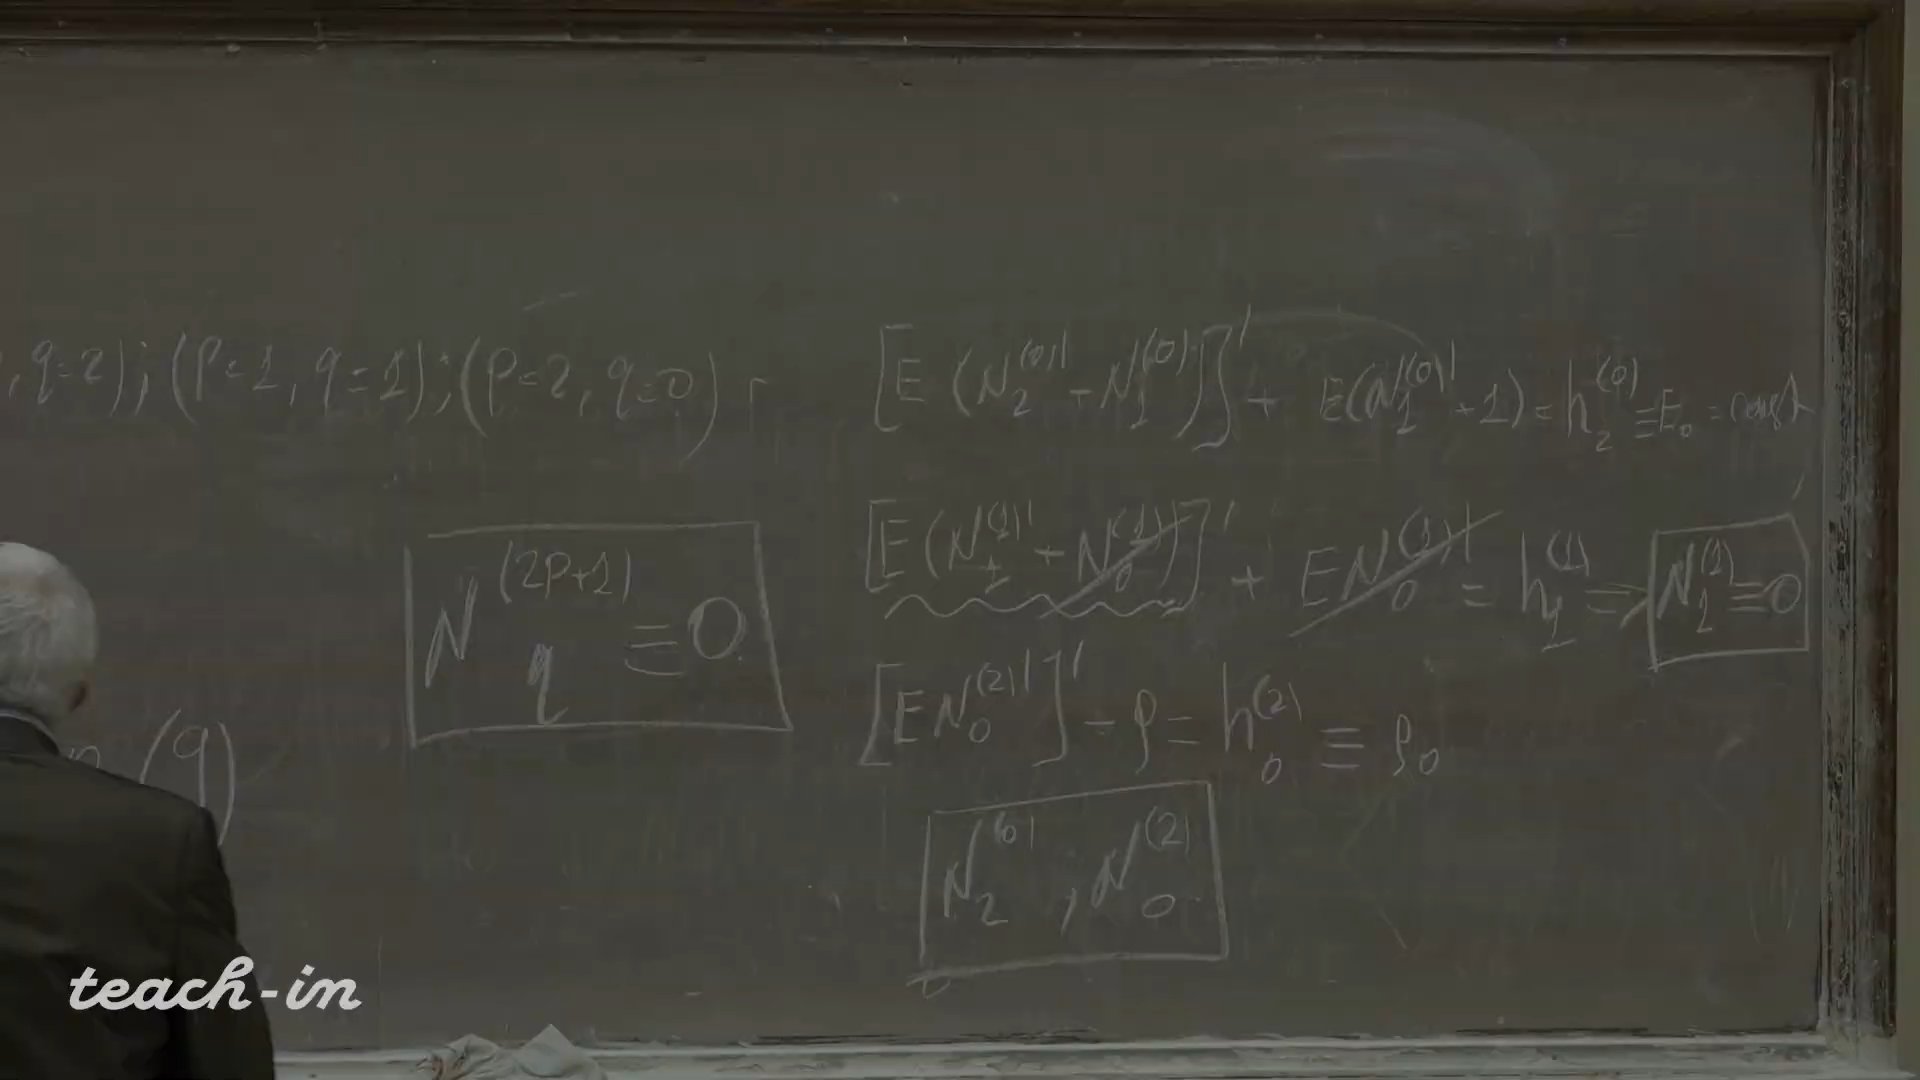 , q=2); (p=1, q=1); (p=2, q=0)
[E (N_2^{(0)'} + N_1^{(0)})]' + E(N_1^{(0)'} + 1) = h_2^{(0)} ≡ E_0 = const
N_q^{(2p+1)} ≡ 0
[E (N_1^{(1)'} + N_0^{(1)})]' + E N_0^{(1)'} = h_1^{(1)} => N_1^{(1)} ≡ 0
(q)
[E N_0^{(2)'}]' - ρ = h_0^{(2)} ≡ ρ_0
N_2^{(0)}, N_0^{(2)}
teach-in